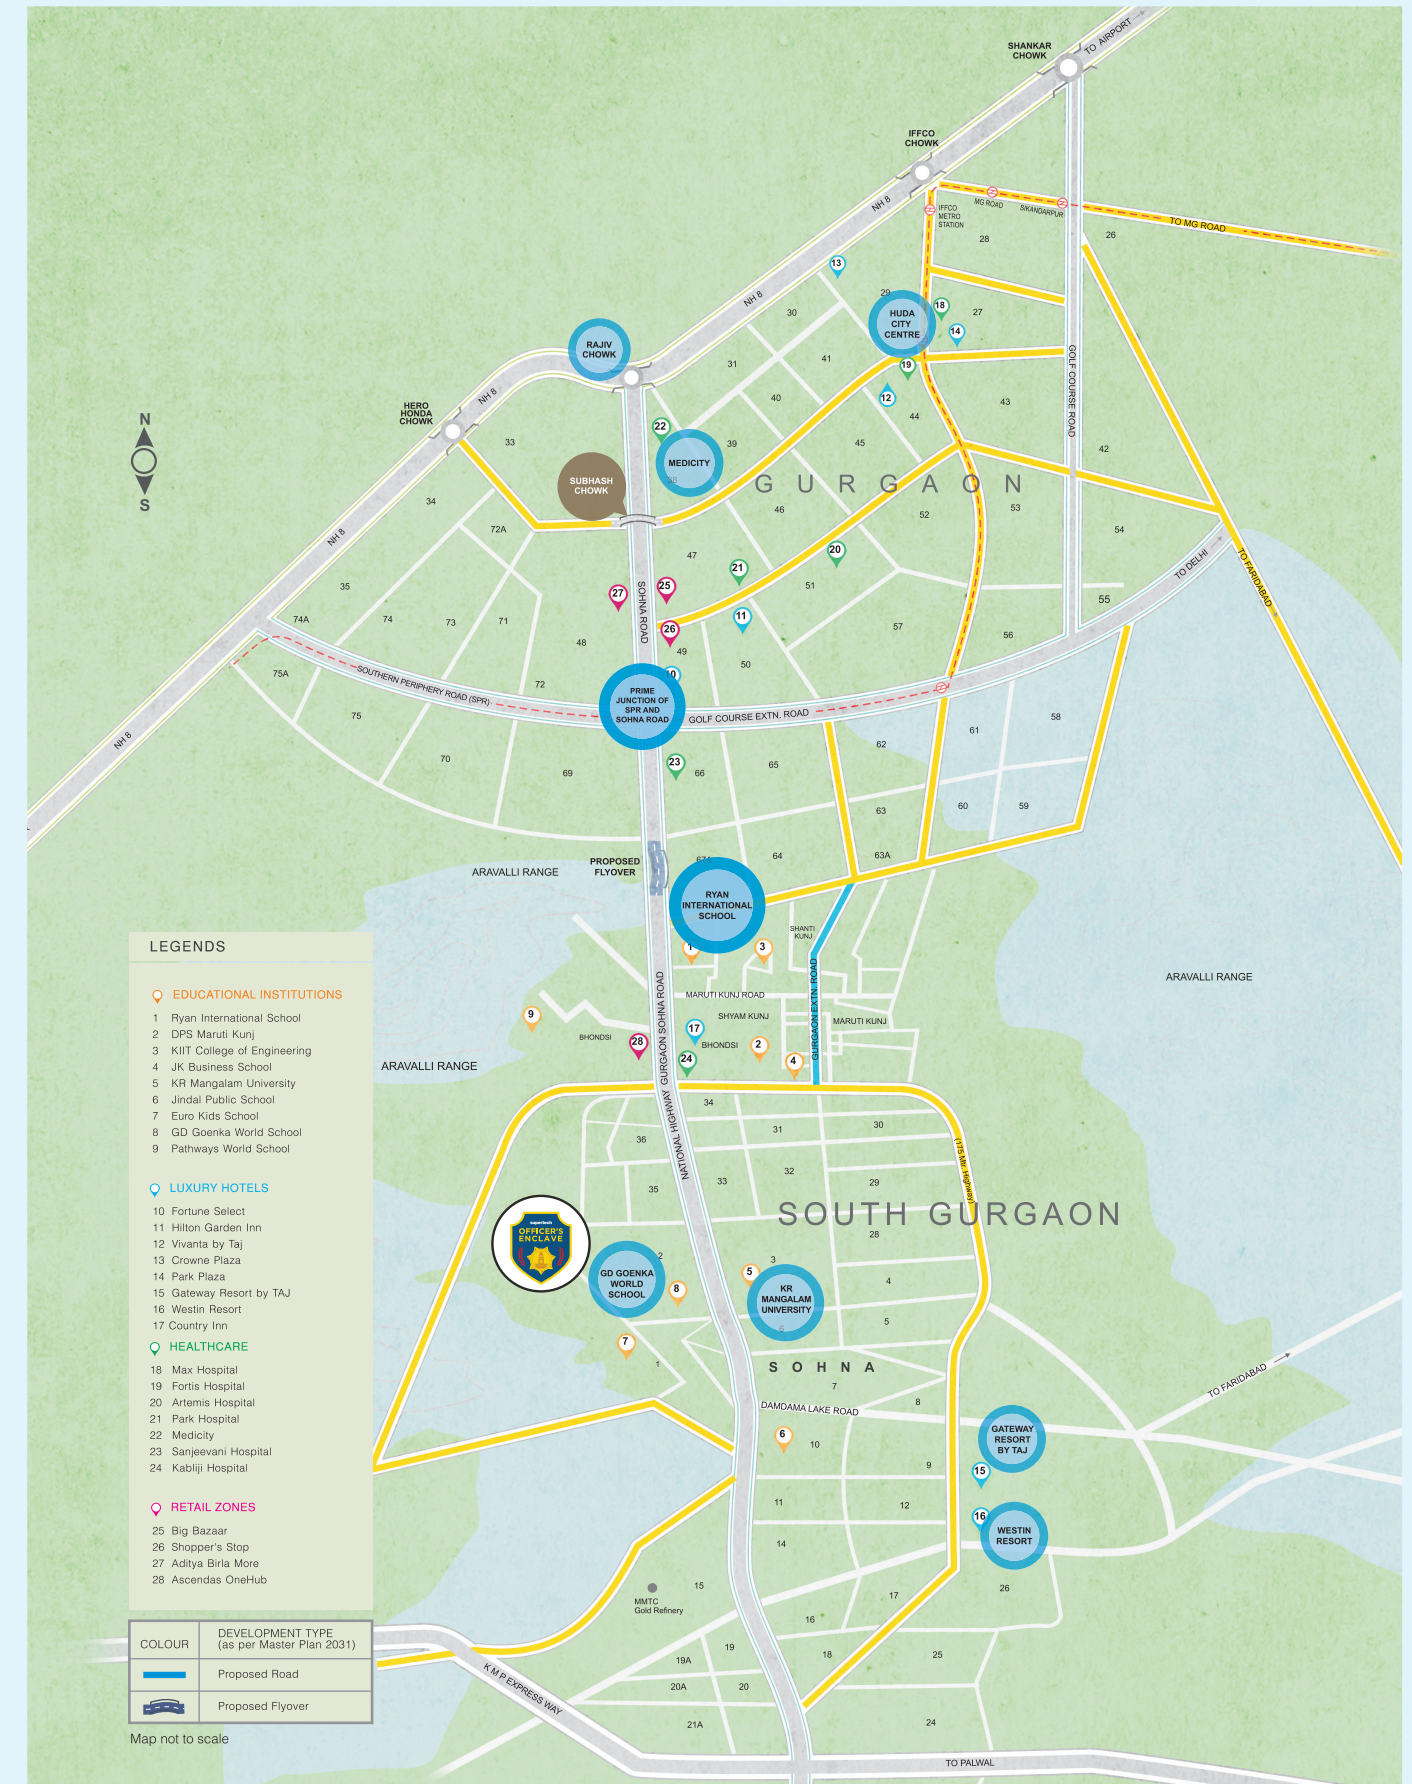 SHANKAR
CHOWK
TO AIRPORT
IFFCO
CHOWK
NH 8
IFFCO
METRO
STATION
MG ROAD
SIKANDARPUR
TO MG ROAD
28
26
13
29
HUDA
CITY
CENTRE
18
27
14
NH 8
30
RAJIV
CHOWK
31
41
19
GOLF COURSE ROAD
NH 8
HERO
HONDA
CHOWK
40
12
44
43
N
S
33
22
39
45
42
MEDICITY
38
SUBHASH
CHOWK
GURGAON
34
72A
46
52
53
54
NH 8
47
20
TO DELHI
TO FARIDABAD
35
21
51
27
25
SOHNA ROAD
55
74A
74
73
71
11
26
57
56
48
49
50
75A
SOUTHERN PERIPHERY ROAD (SPR)
72
10
PRIME
JUNCTION OF
SPR AND
SOHNA ROAD
GOLF COURSE EXTN. ROAD
75
58
61
62
NH 8
70
69
23
66
65
63
60
59
PROPOSED
FLYOVER
67A
64
63A
ARAVALLI RANGE
RYAN
INTERNATIONAL
SCHOOL
SHANTI
KUNJ
1
3
ARAVALLI RANGE
MARUTI KUNJ ROAD
SHYAM KUNJ
MARUTI KUNJ
GURGAON EXTN. ROAD
9
BHONDSI
28
17
BHONDSI
2
24
4
ARAVALLI RANGE
NATIONAL HIGHWAY GURGAON SOHNA ROAD
34
36
31
30
(175 Mtr. Highway)
35
33
32
29
SOUTH GURGAON
supertech
OFFICER'S
ENCLAVE
28
2
3
GD GOENKA
WORLD
SCHOOL
8
5
KR
MANGALAM
UNIVERSITY
6
4
5
7
1
SOHNA
7
8
DAMDAMA LAKE ROAD
TO FARIDABAD
6
10
GATEWAY
RESORT
BY TAJ
9
15
11
12
16
WESTIN
RESORT
14
MMTC
Gold Refinery
15
17
26
16
19
18
25
19A
20A
20
K M P EXPRESS WAY
21A
24
TO PALWAL
LEGENDS
EDUCATIONAL INSTITUTIONS
1 Ryan International School
2 DPS Maruti Kunj
3 KIIT College of Engineering
4 JK Business School
5 KR Mangalam University
6 Jindal Public School
7 Euro Kids School
8 GD Goenka World School
9 Pathways World School
LUXURY HOTELS
10 Fortune Select
11 Hilton Garden Inn
12 Vivanta by Taj
13 Crowne Plaza
14 Park Plaza
15 Gateway Resort by TAJ
16 Westin Resort
17 Country Inn
HEALTHCARE
18 Max Hospital
19 Fortis Hospital
20 Artemis Hospital
21 Park Hospital
22 Medicity
23 Sanjeevani Hospital
24 Kabliji Hospital
RETAIL ZONES
25 Big Bazaar
26 Shopper's Stop
27 Aditya Birla More
28 Ascendas OneHub
COLOUR
DEVELOPMENT TYPE
(as per Master Plan 2031)
Proposed Road
Proposed Flyover
Map not to scale